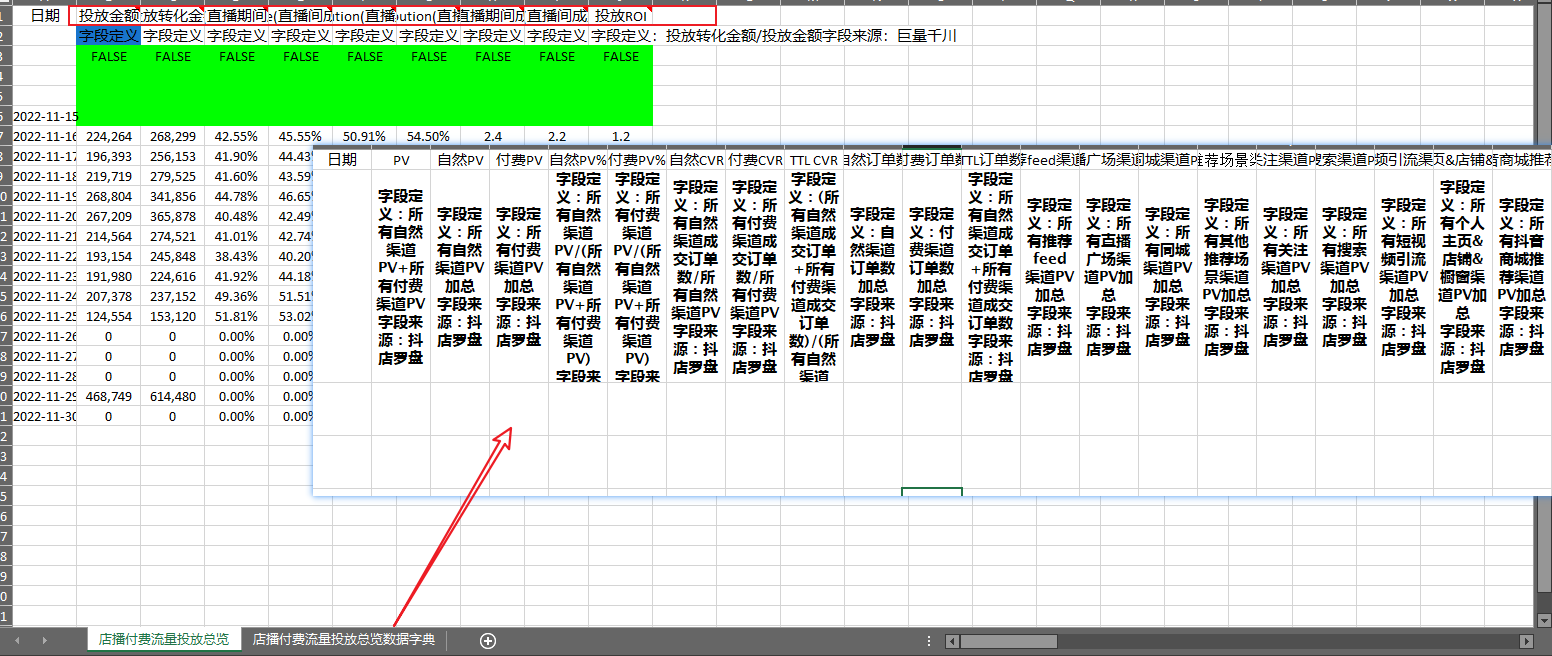 日期 投放金额 放转化金 直播期间 e(直播间成 ution(直播 oution(直 直播期间成 直播间成 投放ROI
字段定义 字段定义 字段定义 字段定义 字段定义 字段定义 字段定义 字段定义 字段定义：投放转化金额/投放金额字段来源：巨量千川
FALSE FALSE FALSE FALSE FALSE FALSE FALSE FALSE FALSE
2022-11-15
2022-11-16 224,264 268,299 42.55% 45.55% 50.91% 54.50% 2.4 2.2 1.2
2022-11-17 196,393 256,153 41.90% 44.43
2022-11-18 219,719 279,525 41.60% 43.59
2022-11-19 268,804 341,856 44.78% 46.65
2022-11-20 267,209 365,878 40.48% 42.49
2022-11-21 214,564 274,521 41.01% 42.74
2022-11-22 193,154 245,848 38.43% 40.20
2022-11-23 191,980 224,616 41.92% 44.18
2022-11-24 207,378 237,152 49.36% 51.51
2022-11-25 124,554 153,120 51.81% 53.02
2022-11-26 0 0 0.00% 0.00%
2022-11-27 0 0 0.00% 0.00%
2022-11-28 0 0 0.00% 0.00%
2022-11-29 468,749 614,480 0.00% 0.00%
2022-11-30 0 0 0.00% 0.00%
日期 PV 自然PV 付费PV 自然PV% 付费PV% 自然CVR 付费CVR TTL CVR 自然订单数 付费订单数 TL订单数 荐feed渠道 广场渠道 城渠道P 荐场景 注渠道P 索渠道P 频引流渠 页&店铺& 商城推荐
字段定
义：所
有自然
渠道
PV+所
有付费
渠道PV
字段来
源：抖
店罗盘
字段定
义：所
有自然
渠道PV
加总
字段来
源：抖
店罗盘
字段定
义：所
有付费
渠道PV
加总
字段来
源：抖
店罗盘
字段定
义：所
有自然
渠道
PV/(所
有自然
渠道
PV+所
有付费
渠道
PV)
字段来
字段定
义：所
有付费
渠道
PV/(所
有自然
渠道
PV+所
有付费
渠道
PV)
字段来
字段定
义：所
有自然
渠道成
交订单
数/所
有自然
渠道PV
字段来
源：抖
店罗盘
字段定
义：所
有付费
渠道成
交订单
数/所
有付费
渠道PV
字段来
源：抖
店罗盘
字段定
义：(所
有自然
渠道成
交订单
+所有
付费渠
道成交
订单
数)/(所
有自然
渠道
字段定
义：自
然渠道
订单数
加总
字段来
源：抖
店罗盘
字段定
义：付
费渠道
订单数
加总
字段来
源：抖
店罗盘
字段定
义：所
有自然
渠道成
交订单
+所有
付费渠
道成交
订单数
字段来
源：抖
店罗盘
字段定
义：所
有推荐
feed
渠道PV
加总
字段来
源：抖
店罗盘
字段定
义：所
有直播
广场渠
道PV加
总
字段来
源：抖
店罗盘
字段定
义：所
有同城
渠道PV
加总
字段来
源：抖
店罗盘
字段定
义：所
有其他
推荐场
景渠道
PV加总
字段来
源：抖
店罗盘
字段定
义：所
有关注
渠道PV
加总
字段来
源：抖
店罗盘
字段定
义：所
有搜索
渠道PV
加总
字段来
源：抖
店罗盘
字段定
义：所
有短视
频引流
渠道PV
加总
字段来
源：抖
店罗盘
字段定
义：所
有个人
主页&
店铺&
橱窗渠
道PV加
总
字段来
源：抖
店罗盘
字段定
义：所
有抖音
商城推
荐渠道
PV加总
字段来
源：抖
店罗盘
店播付费流量投放总览 店播付费流量投放总览数据字典